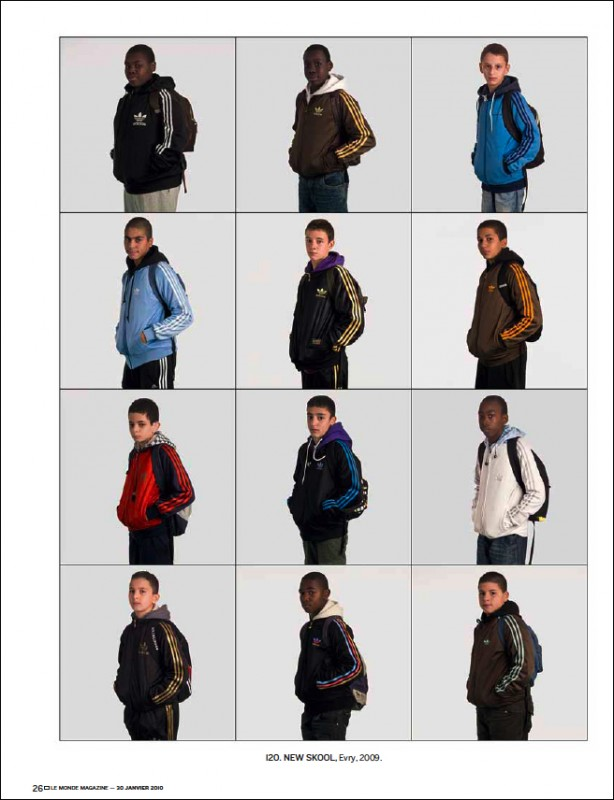 120. NEW SKOOL, Evry, 2009.
26 LE MONDE MAGAZINE — 30 JANVIER 2010